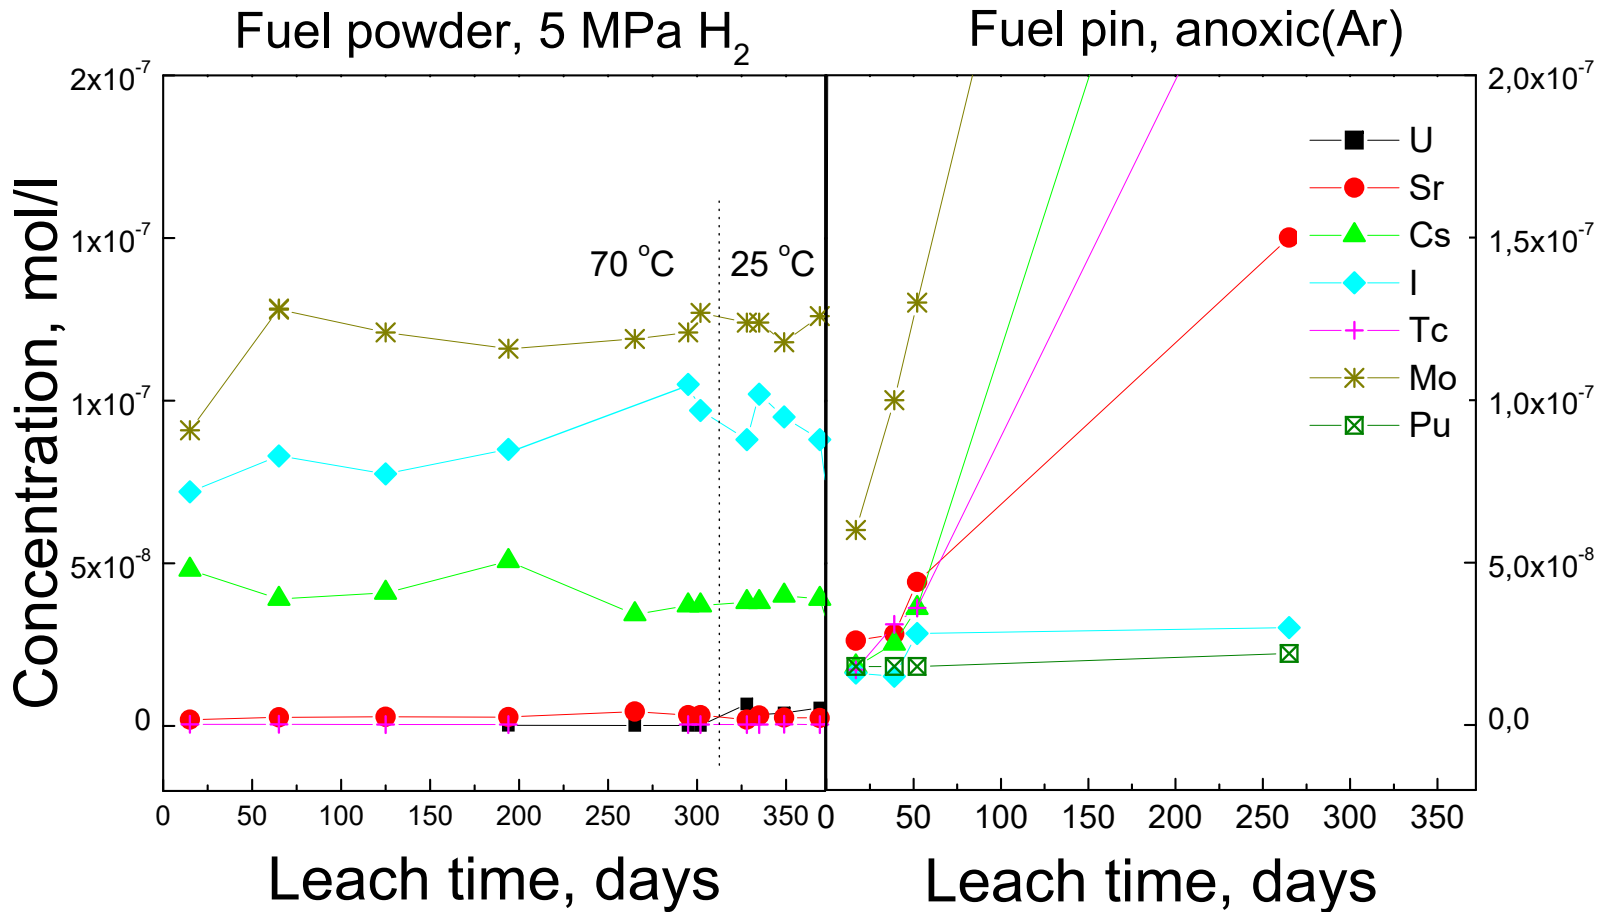 Fuel powder, 5 MPa H₂
Fuel pin, anoxic(Ar)
Concentration, mol/l
2x10⁻⁷
1x10⁻⁷
1x10⁻⁷
5x10⁻⁸
0
70 °C
25 °C
0 50 100 150 200 250 300 350
Leach time, days
U
Sr
Cs
I
Tc
Mo
Pu
2,0x10⁻⁷
1,5x10⁻⁷
1,0x10⁻⁷
5,0x10⁻⁸
0,0
0 50 100 150 200 250 300 350
Leach time, days